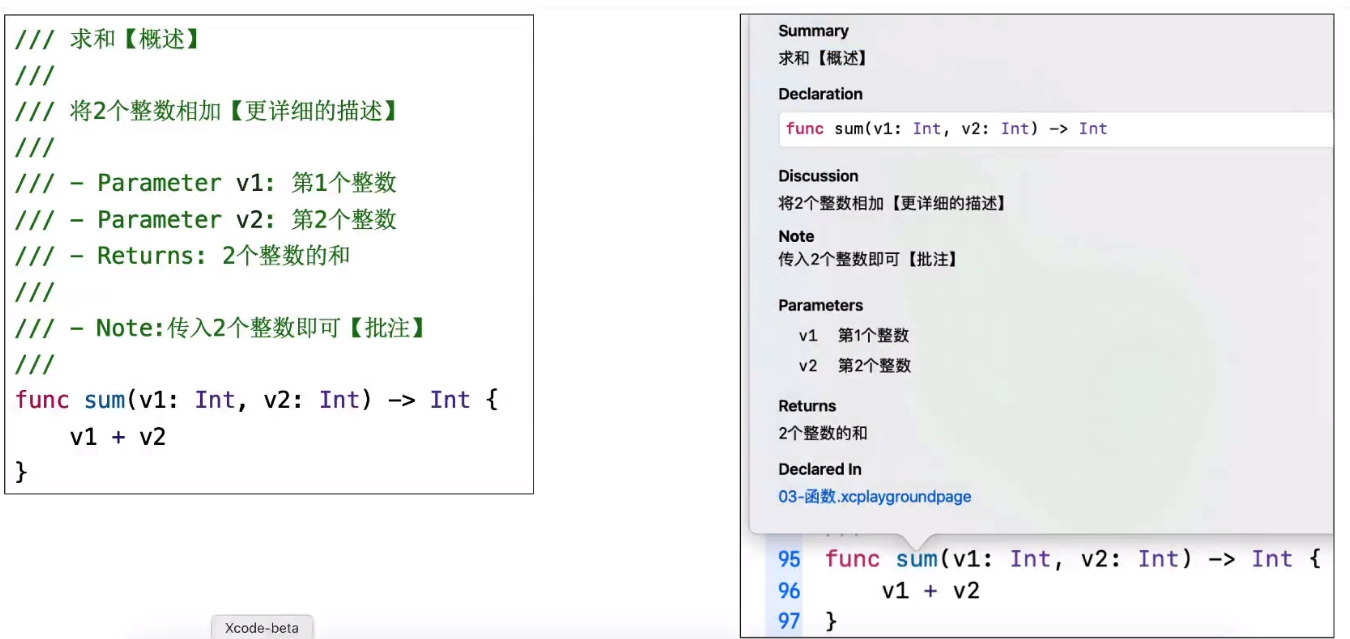 /// 求和【概述】
///
/// 将2个整数相加【更详细的描述】
///
/// - Parameter v1: 第1个整数
/// - Parameter v2: 第2个整数
/// - Returns: 2个整数的和
///
/// - Note:传入2个整数即可【批注】
///
func sum(v1: Int, v2: Int) -> Int {
    v1 + v2
}
Xcode-beta
Summary
求和【概述】
Declaration
func sum(v1: Int, v2: Int) -> Int
Discussion
将2个整数相加【更详细的描述】
Note
传入2个整数即可【批注】
Parameters
v1 第1个整数
v2 第2个整数
Returns
2个整数的和
Declared In
03-函数.xcplaygroundpage
95 func sum(v1: Int, v2: Int) -> Int {
96     v1 + v2
97 }